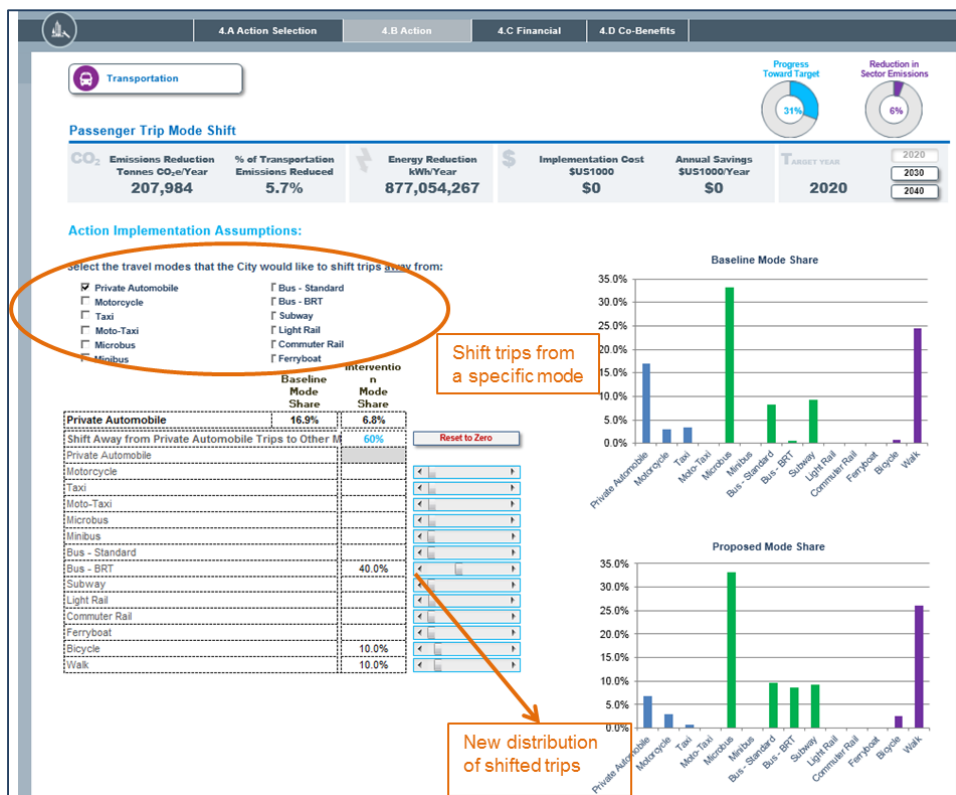 4.A Action Selection 4.B Action 4.C Financial 4.D Co-Benefits
Transportation
Progress Toward Target
31%
Reduction in Sector Emissions
6%
Passenger Trip Mode Shift
CO2 Emissions Reduction Tonnes CO2e/Year
207,984
% of Transportation Emissions Reduced
5.7%
Energy Reduction kWh/Year
877,054,267
$ Implementation Cost $US1000
$0
Annual Savings $US1000/Year
$0
TARGET YEAR
2020
2020
2030
2040
Action Implementation Assumptions:
Select the travel modes that the City would like to shift trips away from:
Private Automobile
Motorcycle
Taxi
Moto-Taxi
Microbus
Minibus
Bus - Standard
Bus - BRT
Subway
Light Rail
Commuter Rail
Ferryboat
Shift trips from
a specific mode
Baseline
Mode
Share
Interventio
n
Mode
Share
Private Automobile 16.9% 6.8%
Shift Away from Private Automobile Trips to Other M 60% Reset to Zero
Private Automobile
Motorcycle
Taxi
Moto-Taxi
Microbus
Minibus
Bus - Standard
Bus - BRT 40.0%
Subway
Light Rail
Commuter Rail
Ferryboat
Bicycle 10.0%
Walk 10.0%
New distribution
of shifted trips
Baseline Mode Share
35.0%
30.0%
25.0%
20.0%
15.0%
10.0%
5.0%
0.0%
Private Automobile
Motorcycle
Taxi
Moto-Taxi
Microbus
Minibus
Bus - Standard
Bus - BRT
Subway
Light Rail
Commuter Rail
Ferryboat
Bicycle
Walk
Proposed Mode Share
35.0%
30.0%
25.0%
20.0%
15.0%
10.0%
5.0%
0.0%
Private Automobile
Motorcycle
Taxi
Moto-Taxi
Microbus
Minibus
Bus - Standard
Bus - BRT
Subway
Light Rail
Commuter Rail
Ferryboat
Bicycle
Walk